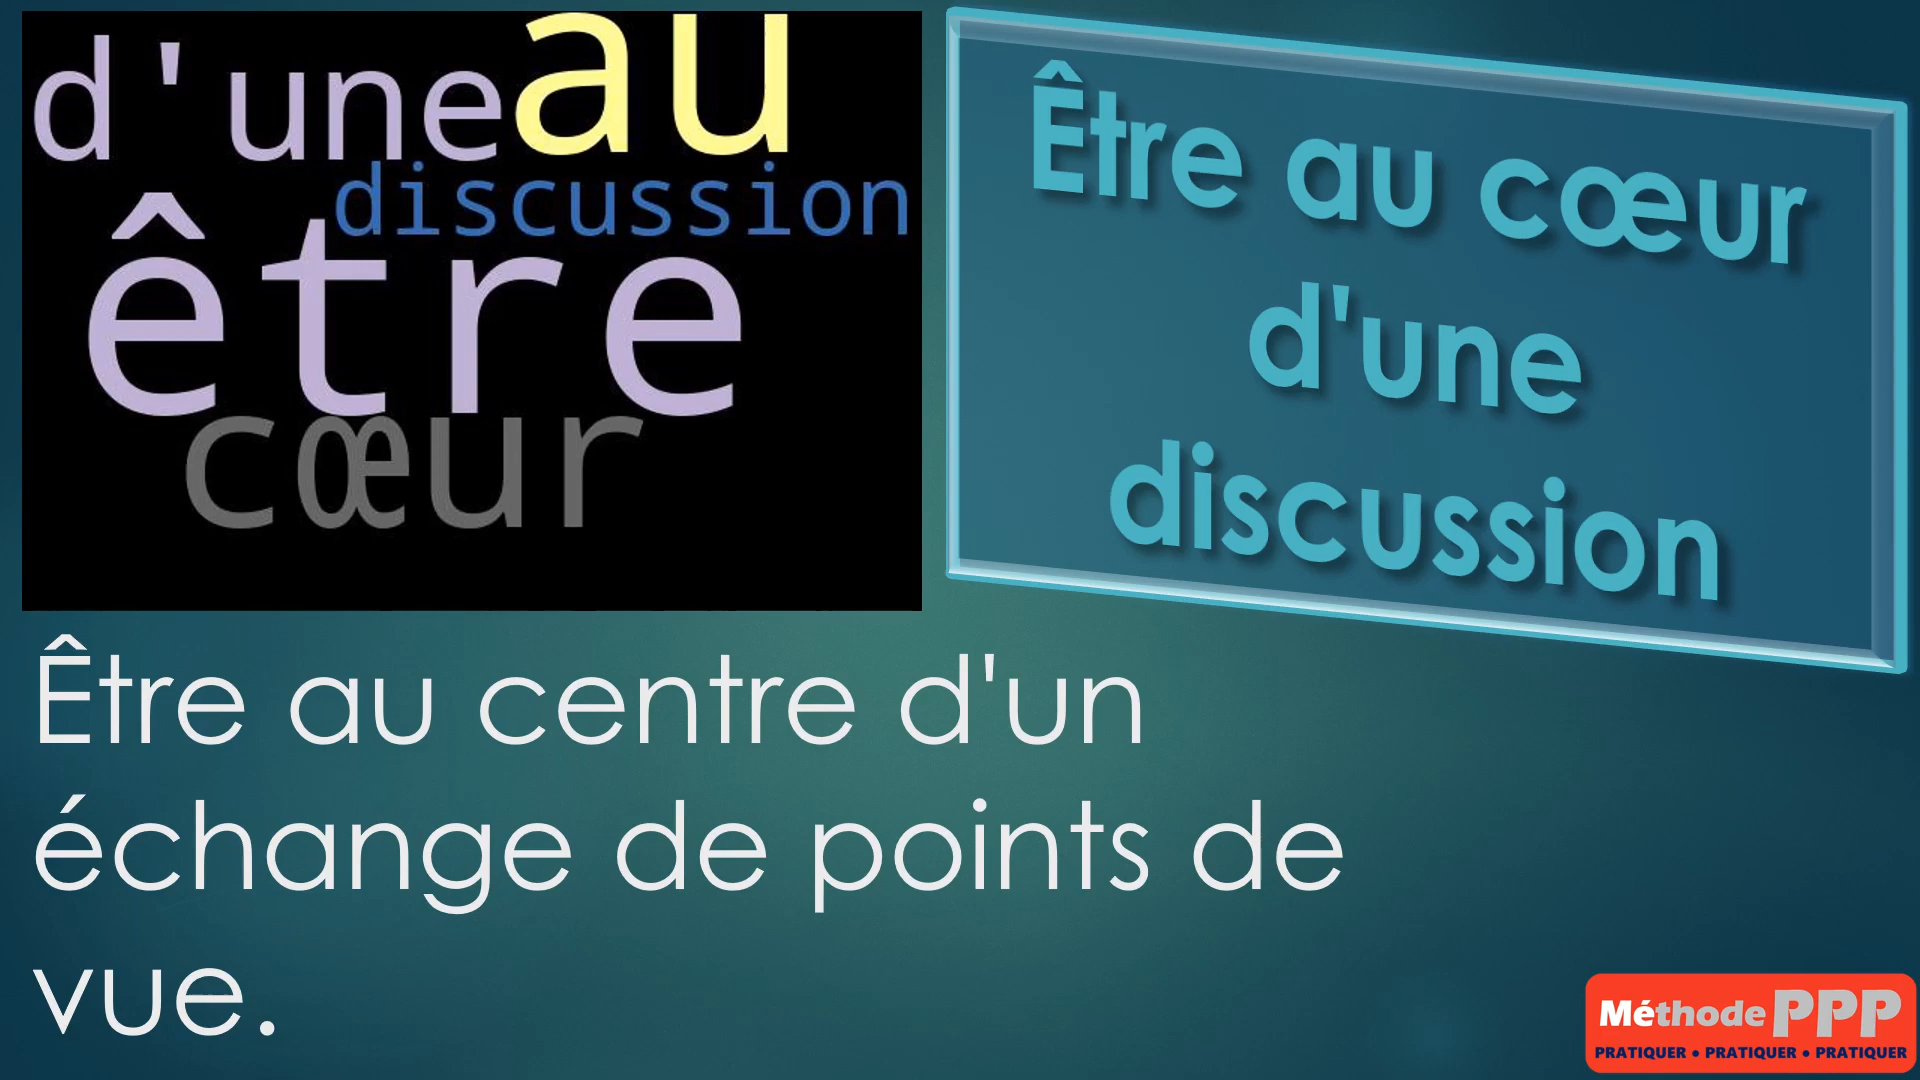 d'une au
discussion
être
cœur
Être au cœur
d'une
discussion
Être au centre d'un
échange de points de
vue.
Méthode PPP
PRATIQUER • PRATIQUER • PRATIQUER